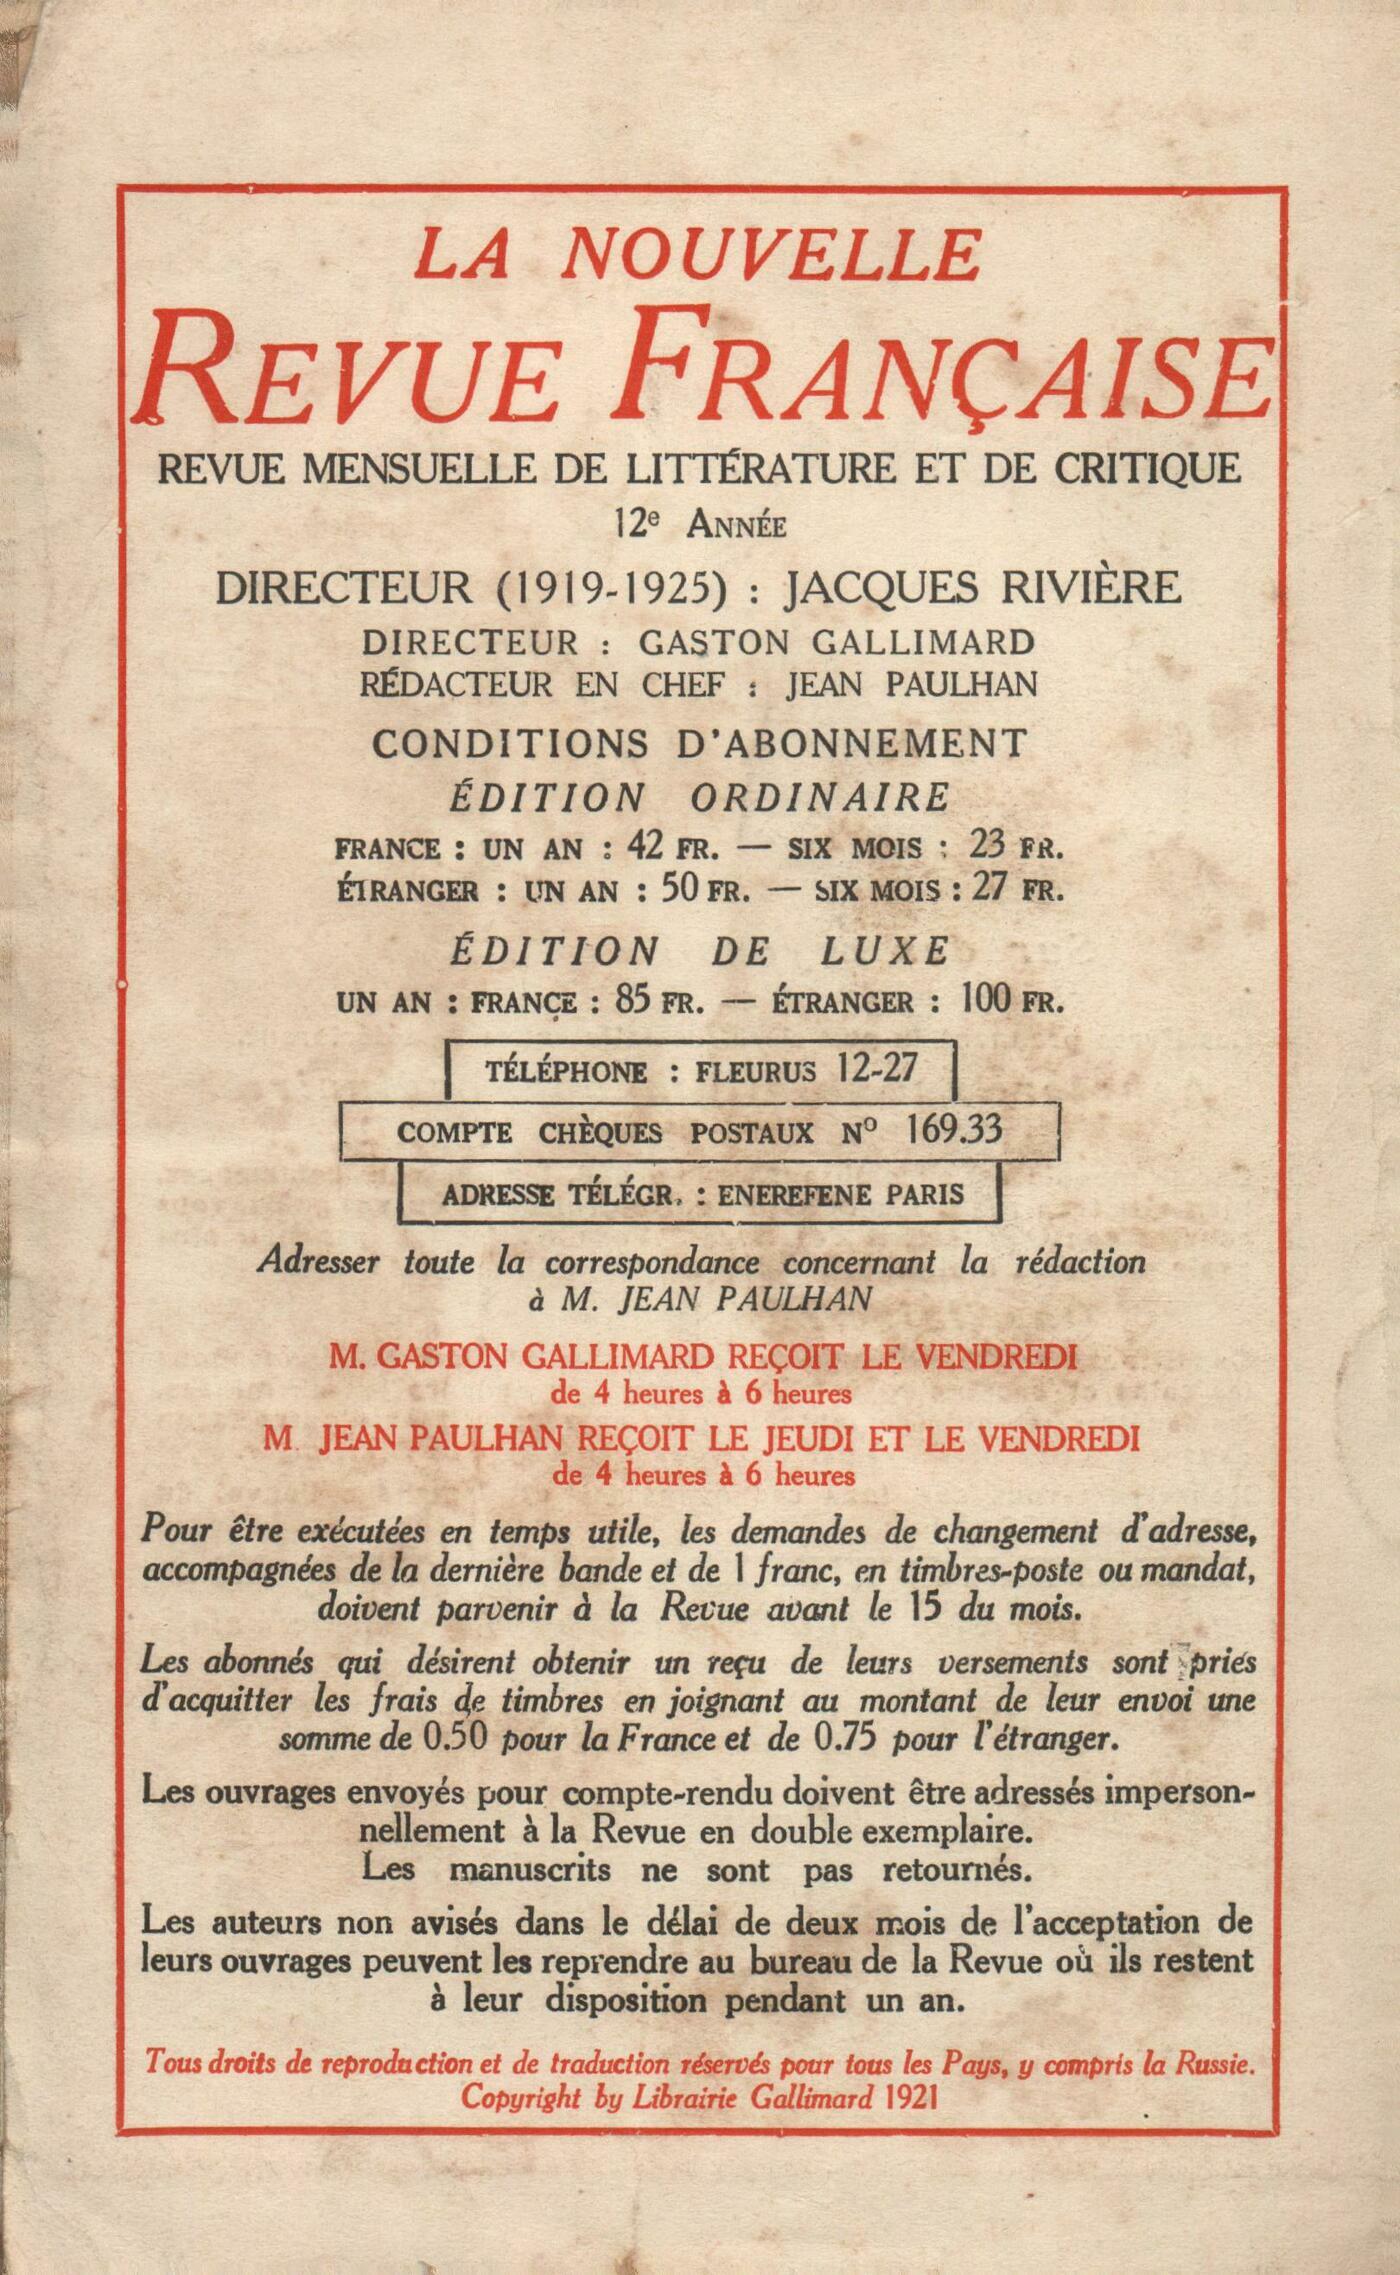 LA NOUVELLE
REVUE FRANÇAISE
REVUE MENSUELLE DE LITTÉRATURE ET DE CRITIQUE
12e ANNÉE
DIRECTEUR (1919-1925) : JACQUES RIVIÈRE
DIRECTEUR : GASTON GALLIMARD
RÉDACTEUR EN CHEF : JEAN PAULHAN
CONDITIONS D'ABONNEMENT
ÉDITION ORDINAIRE
FRANCE : UN AN : 42 FR. — SIX MOIS : 23 FR.
ÉTRANGER : UN AN : 50 FR. — SIX MOIS : 27 FR.
ÉDITION DE LUXE
UN AN : FRANCE : 85 FR. — ÉTRANGER : 100 FR.
TÉLÉPHONE : FLEURUS 12-27
COMPTE CHÈQUES POSTAUX No 169.33
ADRESSE TÉLÉGR. : ENEREFENE PARIS
Adresser toute la correspondance concernant la rédaction
à M. JEAN PAULHAN
M. GASTON GALLIMARD REÇOIT LE VENDREDI
de 4 heures à 6 heures
M. JEAN PAULHAN REÇOIT LE JEUDI ET LE VENDREDI
de 4 heures à 6 heures
Pour être exécutées en temps utile, les demandes de changement d'adresse,
accompagnées de la dernière bande et de 1 franc, en timbres-poste ou mandat,
doivent parvenir à la Revue avant le 15 du mois.
Les abonnés qui désirent obtenir un reçu de leurs versements sont priés
d'acquitter les frais de timbres en joignant au montant de leur envoi une
somme de 0.50 pour la France et de 0.75 pour l'étranger.
Les ouvrages envoyés pour compte-rendu doivent être adressés imperson-
nellement à la Revue en double exemplaire.
Les manuscrits ne sont pas retournés.
Les auteurs non avisés dans le délai de deux mois de l'acceptation de
leurs ouvrages peuvent les reprendre au bureau de la Revue où ils restent
à leur disposition pendant un an.
Tous droits de reproduction et de traduction réservés pour tous les Pays, y compris la Russie.
Copyright by Librairie Gallimard 1921